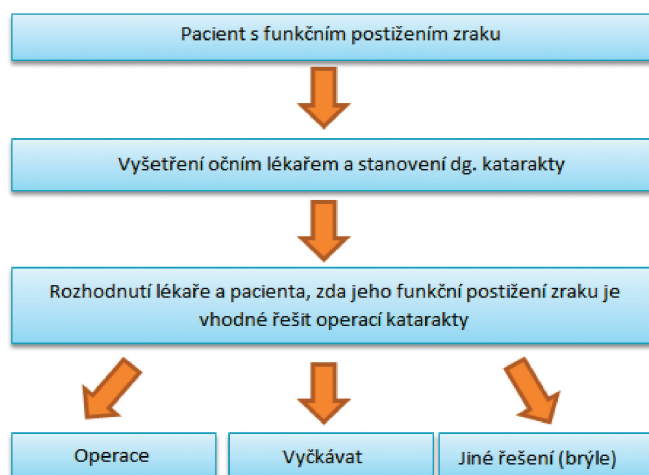 Pacient s funkčním postižením zraku
Vyšetření očním lékařem a stanovení dg. katarakty
Rozhodnutí lékaře a pacienta, zda jeho funkční postižení zraku je
vhodné řešit operací katarakty
Operace
Vyčkávat
Jiné řešení (brýle)